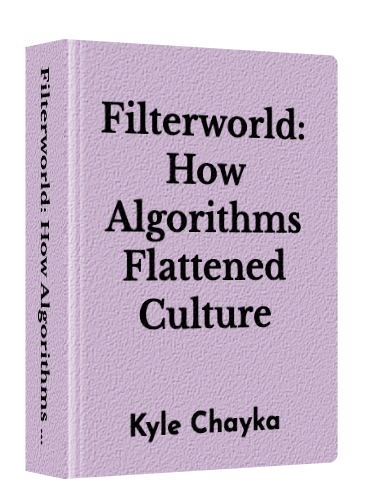 Filterworld: How Algorithms ...
Filterworld:
How
Algorithms
Flattened
Culture
Kyle Chayka